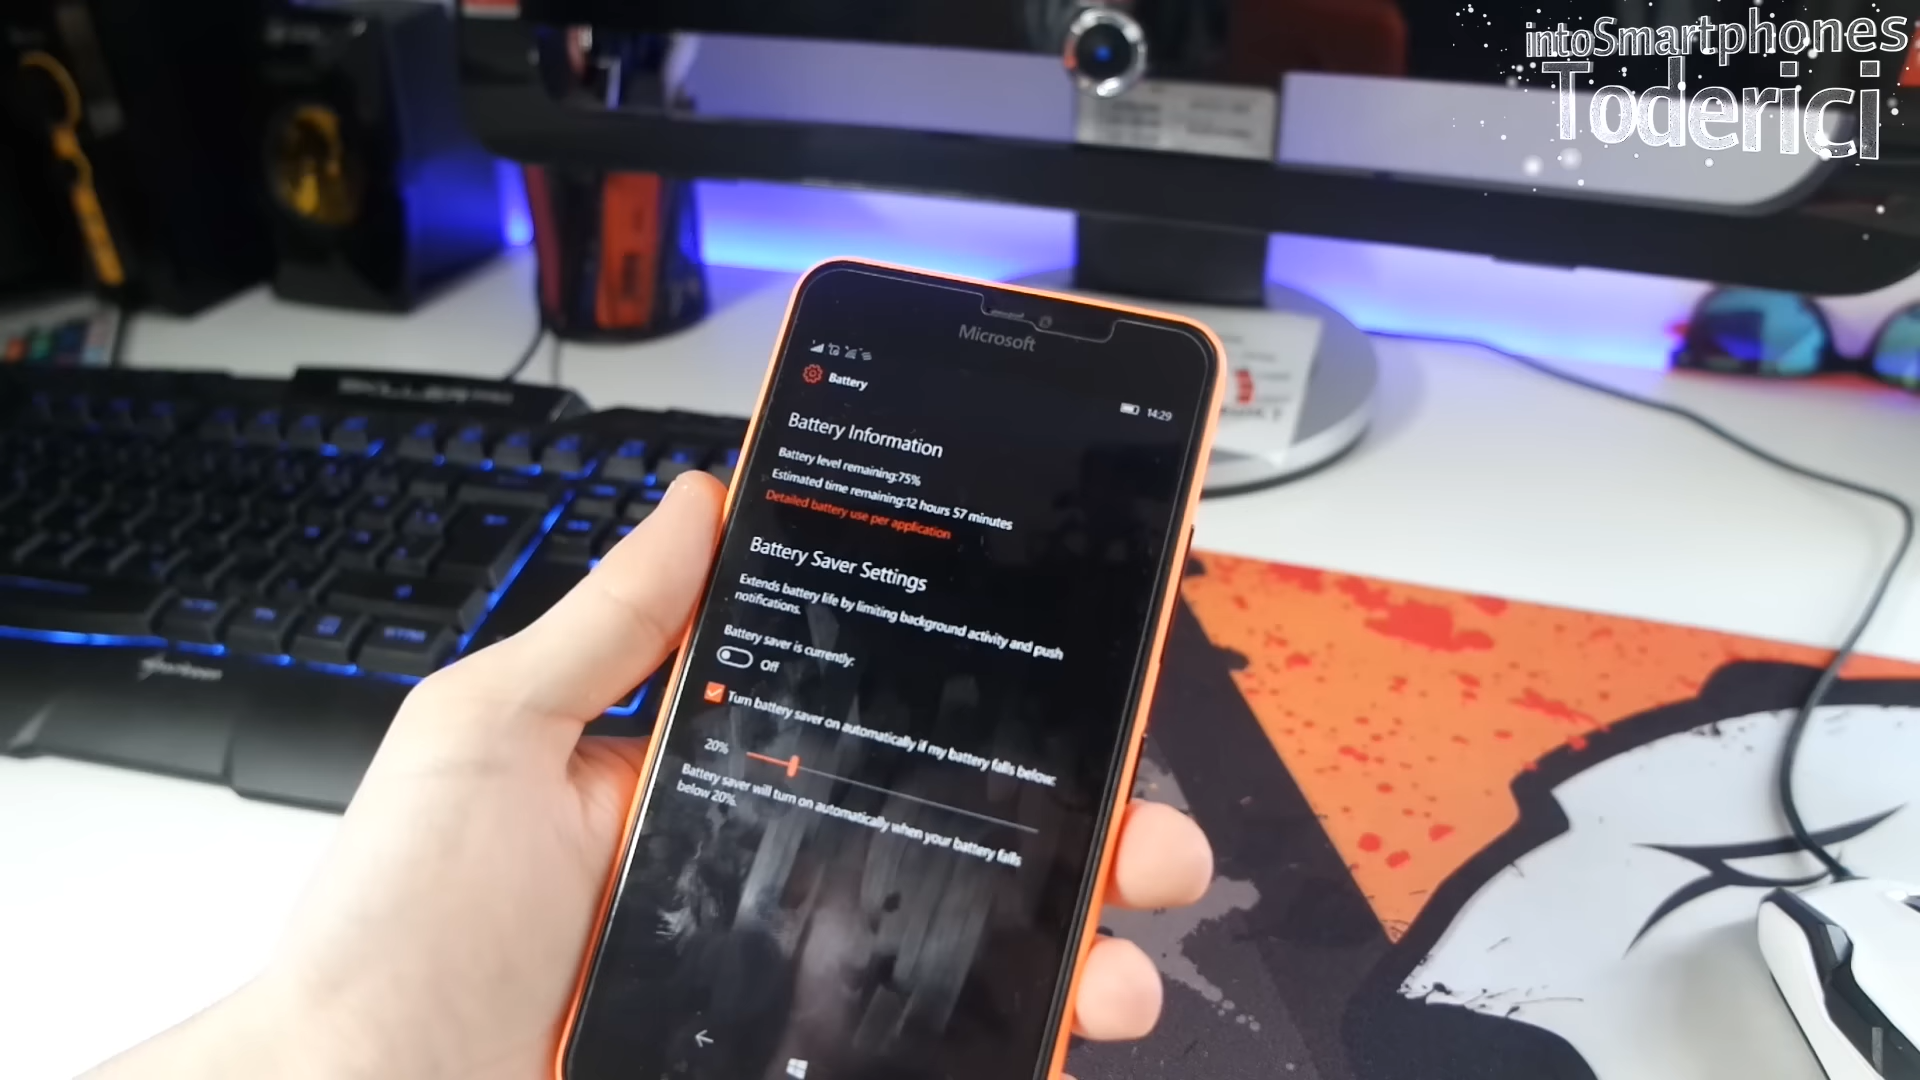 intoSmartphones
Toderici
Microsoft
Battery
14:29
Battery Information
Battery level remaining:75%
Estimated time remaining:12 hours 57 minutes
Detailed battery use per application
Battery Saver Settings
Extends battery life by limiting background activity and push
notifications.
Battery saver is currently:
Off
Turn battery saver on automatically if my battery falls below:
20%
Battery saver will turn on automatically when your battery falls
below 20%.